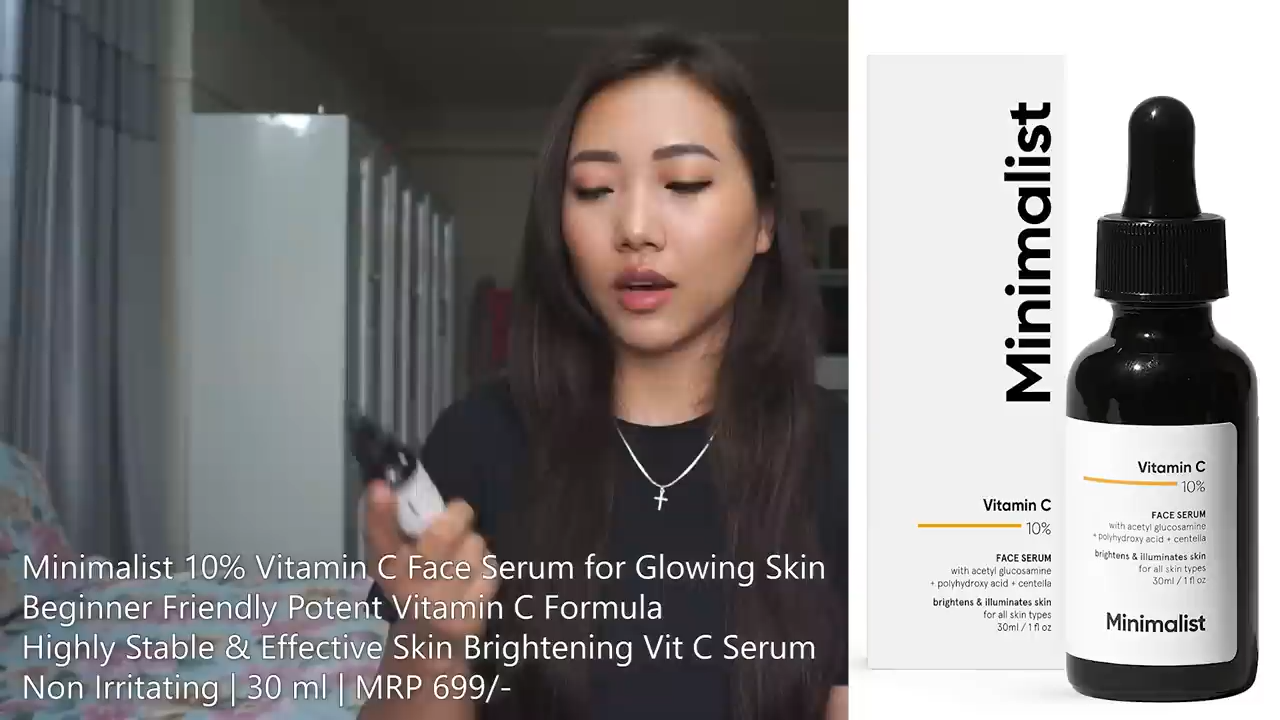 Minimalist 10% Vitamin C Face Serum for Glowing Skin
Beginner Friendly Potent Vitamin C Formula
Highly Stable & Effective Skin Brightening Vit C Serum
Non Irritating | 30 ml | MRP 699/-
Minimalist
Vitamin C
10%
FACE SERUM
with acetyl glucosamine
+ polyhydroxy acid + centella
brightens & illuminates skin
for all skin types
30ml / 1 fl oz
Vitamin C
10%
FACE SERUM
with acetyl glucosamine
+ polyhydroxy acid + centella
brightens & illuminates skin
for all skin types
30ml / 1 fl oz
Minimalist